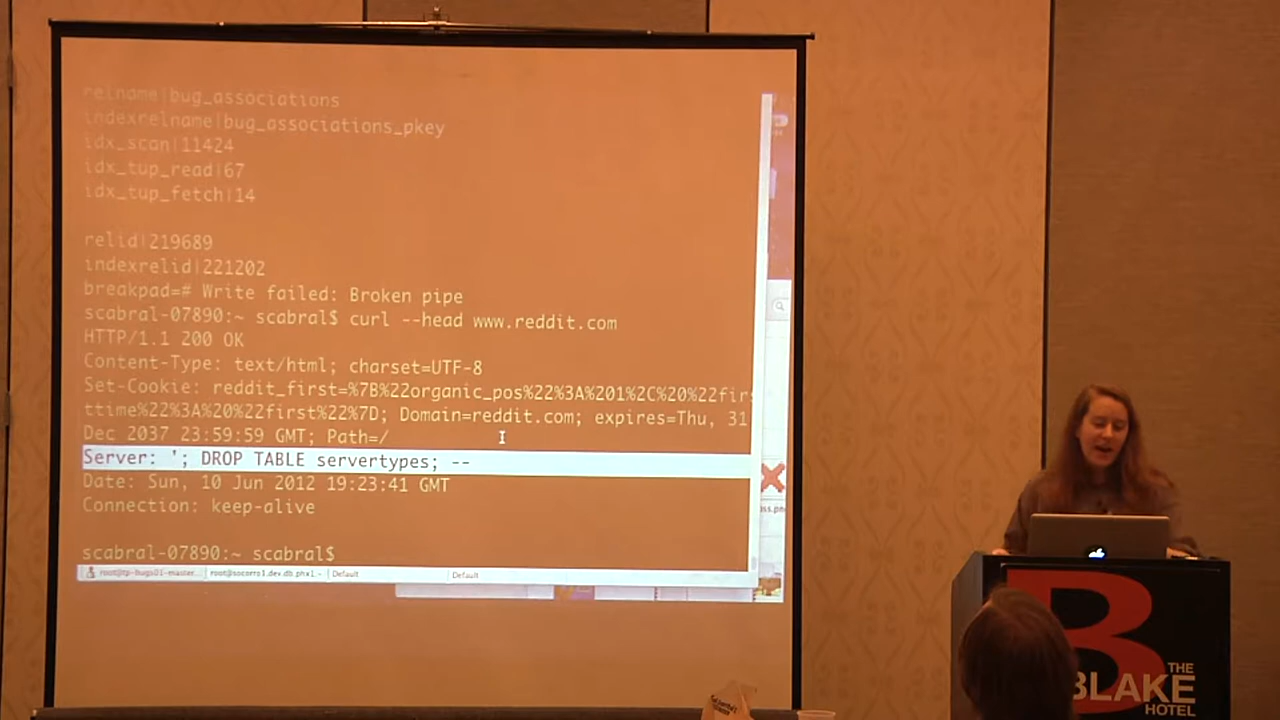 relname|bug_associations
indexrelname|bug_associations_pkey
idx_scan|11424
idx_tup_read|67
idx_tup_fetch|14
relid|219689
indexrelid|221202
breakpad=# Write failed: Broken pipe
scabral-07890:~ scabral$ curl --head www.reddit.com
HTTP/1.1 200 OK
Content-Type: text/html; charset=UTF-8
Set-Cookie: reddit_first=%7B%22organic_pos%22%3A%201%2C%20%22firs
ttime%22%3A%20%22first%22%7D; Domain=reddit.com; expires=Thu, 31
Dec 2037 23:59:59 GMT; Path=/
Server: '; DROP TABLE servertypes; --
Date: Sun, 10 Jun 2012 19:23:41 GMT
Connection: keep-alive
scabral-07890:~ scabral$
Default
Default
B
THE
BLAKE
HOTEL